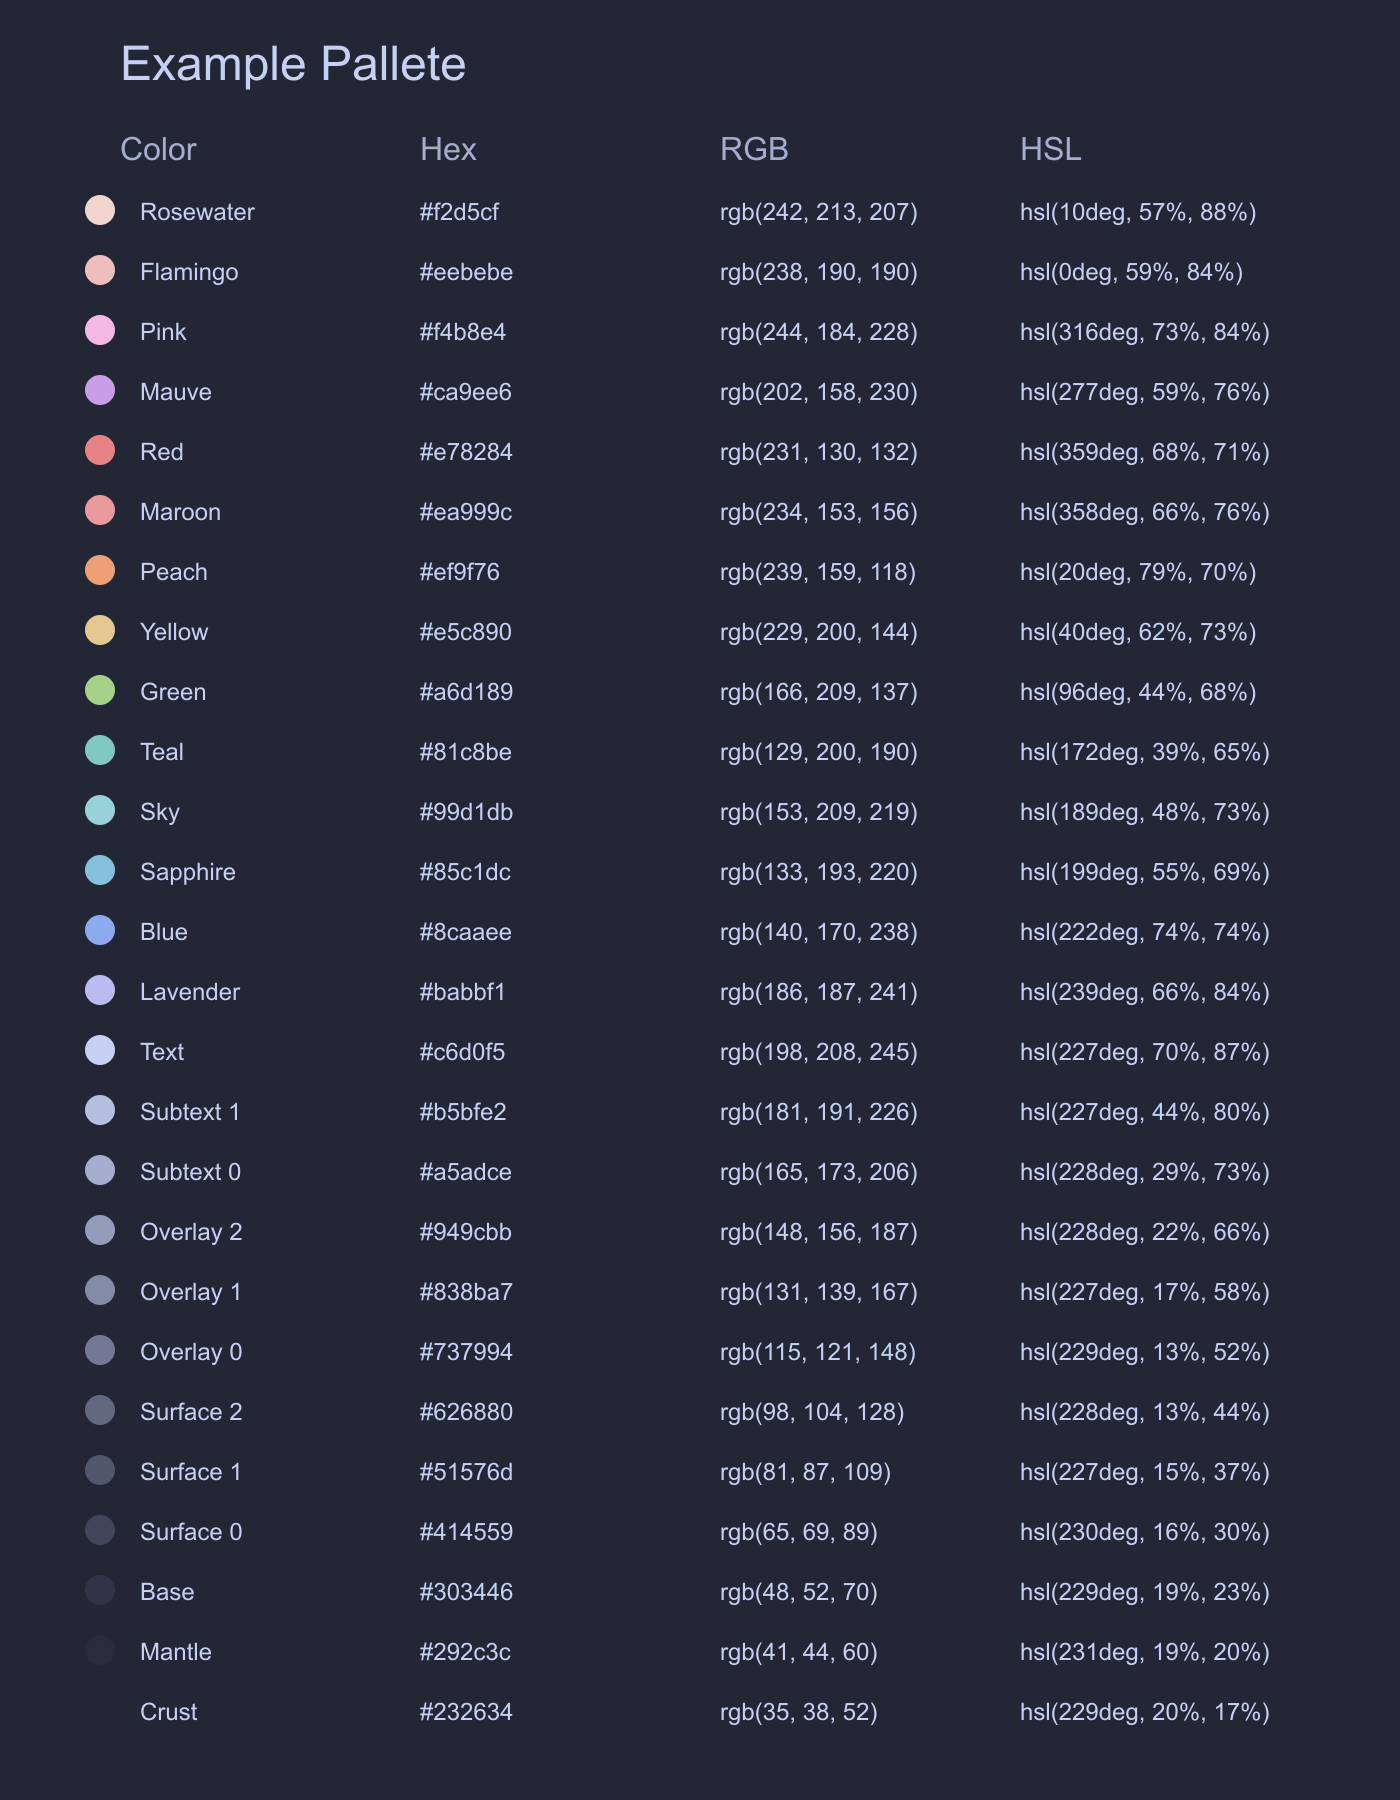 Example Pallete
Color Hex RGB HSL
Rosewater #f2d5cf rgb(242, 213, 207) hsl(10deg, 57%, 88%)
Flamingo #eebebe rgb(238, 190, 190) hsl(0deg, 59%, 84%)
Pink #f4b8e4 rgb(244, 184, 228) hsl(316deg, 73%, 84%)
Mauve #ca9ee6 rgb(202, 158, 230) hsl(277deg, 59%, 76%)
Red #e78284 rgb(231, 130, 132) hsl(359deg, 68%, 71%)
Maroon #ea999c rgb(234, 153, 156) hsl(358deg, 66%, 76%)
Peach #ef9f76 rgb(239, 159, 118) hsl(20deg, 79%, 70%)
Yellow #e5c890 rgb(229, 200, 144) hsl(40deg, 62%, 73%)
Green #a6d189 rgb(166, 209, 137) hsl(96deg, 44%, 68%)
Teal #81c8be rgb(129, 200, 190) hsl(172deg, 39%, 65%)
Sky #99d1db rgb(153, 209, 219) hsl(189deg, 48%, 73%)
Sapphire #85c1dc rgb(133, 193, 220) hsl(199deg, 55%, 69%)
Blue #8caaee rgb(140, 170, 238) hsl(222deg, 74%, 74%)
Lavender #babbf1 rgb(186, 187, 241) hsl(239deg, 66%, 84%)
Text #c6d0f5 rgb(198, 208, 245) hsl(227deg, 70%, 87%)
Subtext 1 #b5bfe2 rgb(181, 191, 226) hsl(227deg, 44%, 80%)
Subtext 0 #a5adce rgb(165, 173, 206) hsl(228deg, 29%, 73%)
Overlay 2 #949cbb rgb(148, 156, 187) hsl(228deg, 22%, 66%)
Overlay 1 #838ba7 rgb(131, 139, 167) hsl(227deg, 17%, 58%)
Overlay 0 #737994 rgb(115, 121, 148) hsl(229deg, 13%, 52%)
Surface 2 #626880 rgb(98, 104, 128) hsl(228deg, 13%, 44%)
Surface 1 #51576d rgb(81, 87, 109) hsl(227deg, 15%, 37%)
Surface 0 #414559 rgb(65, 69, 89) hsl(230deg, 16%, 30%)
Base #303446 rgb(48, 52, 70) hsl(229deg, 19%, 23%)
Mantle #292c3c rgb(41, 44, 60) hsl(231deg, 19%, 20%)
Crust #232634 rgb(35, 38, 52) hsl(229deg, 20%, 17%)